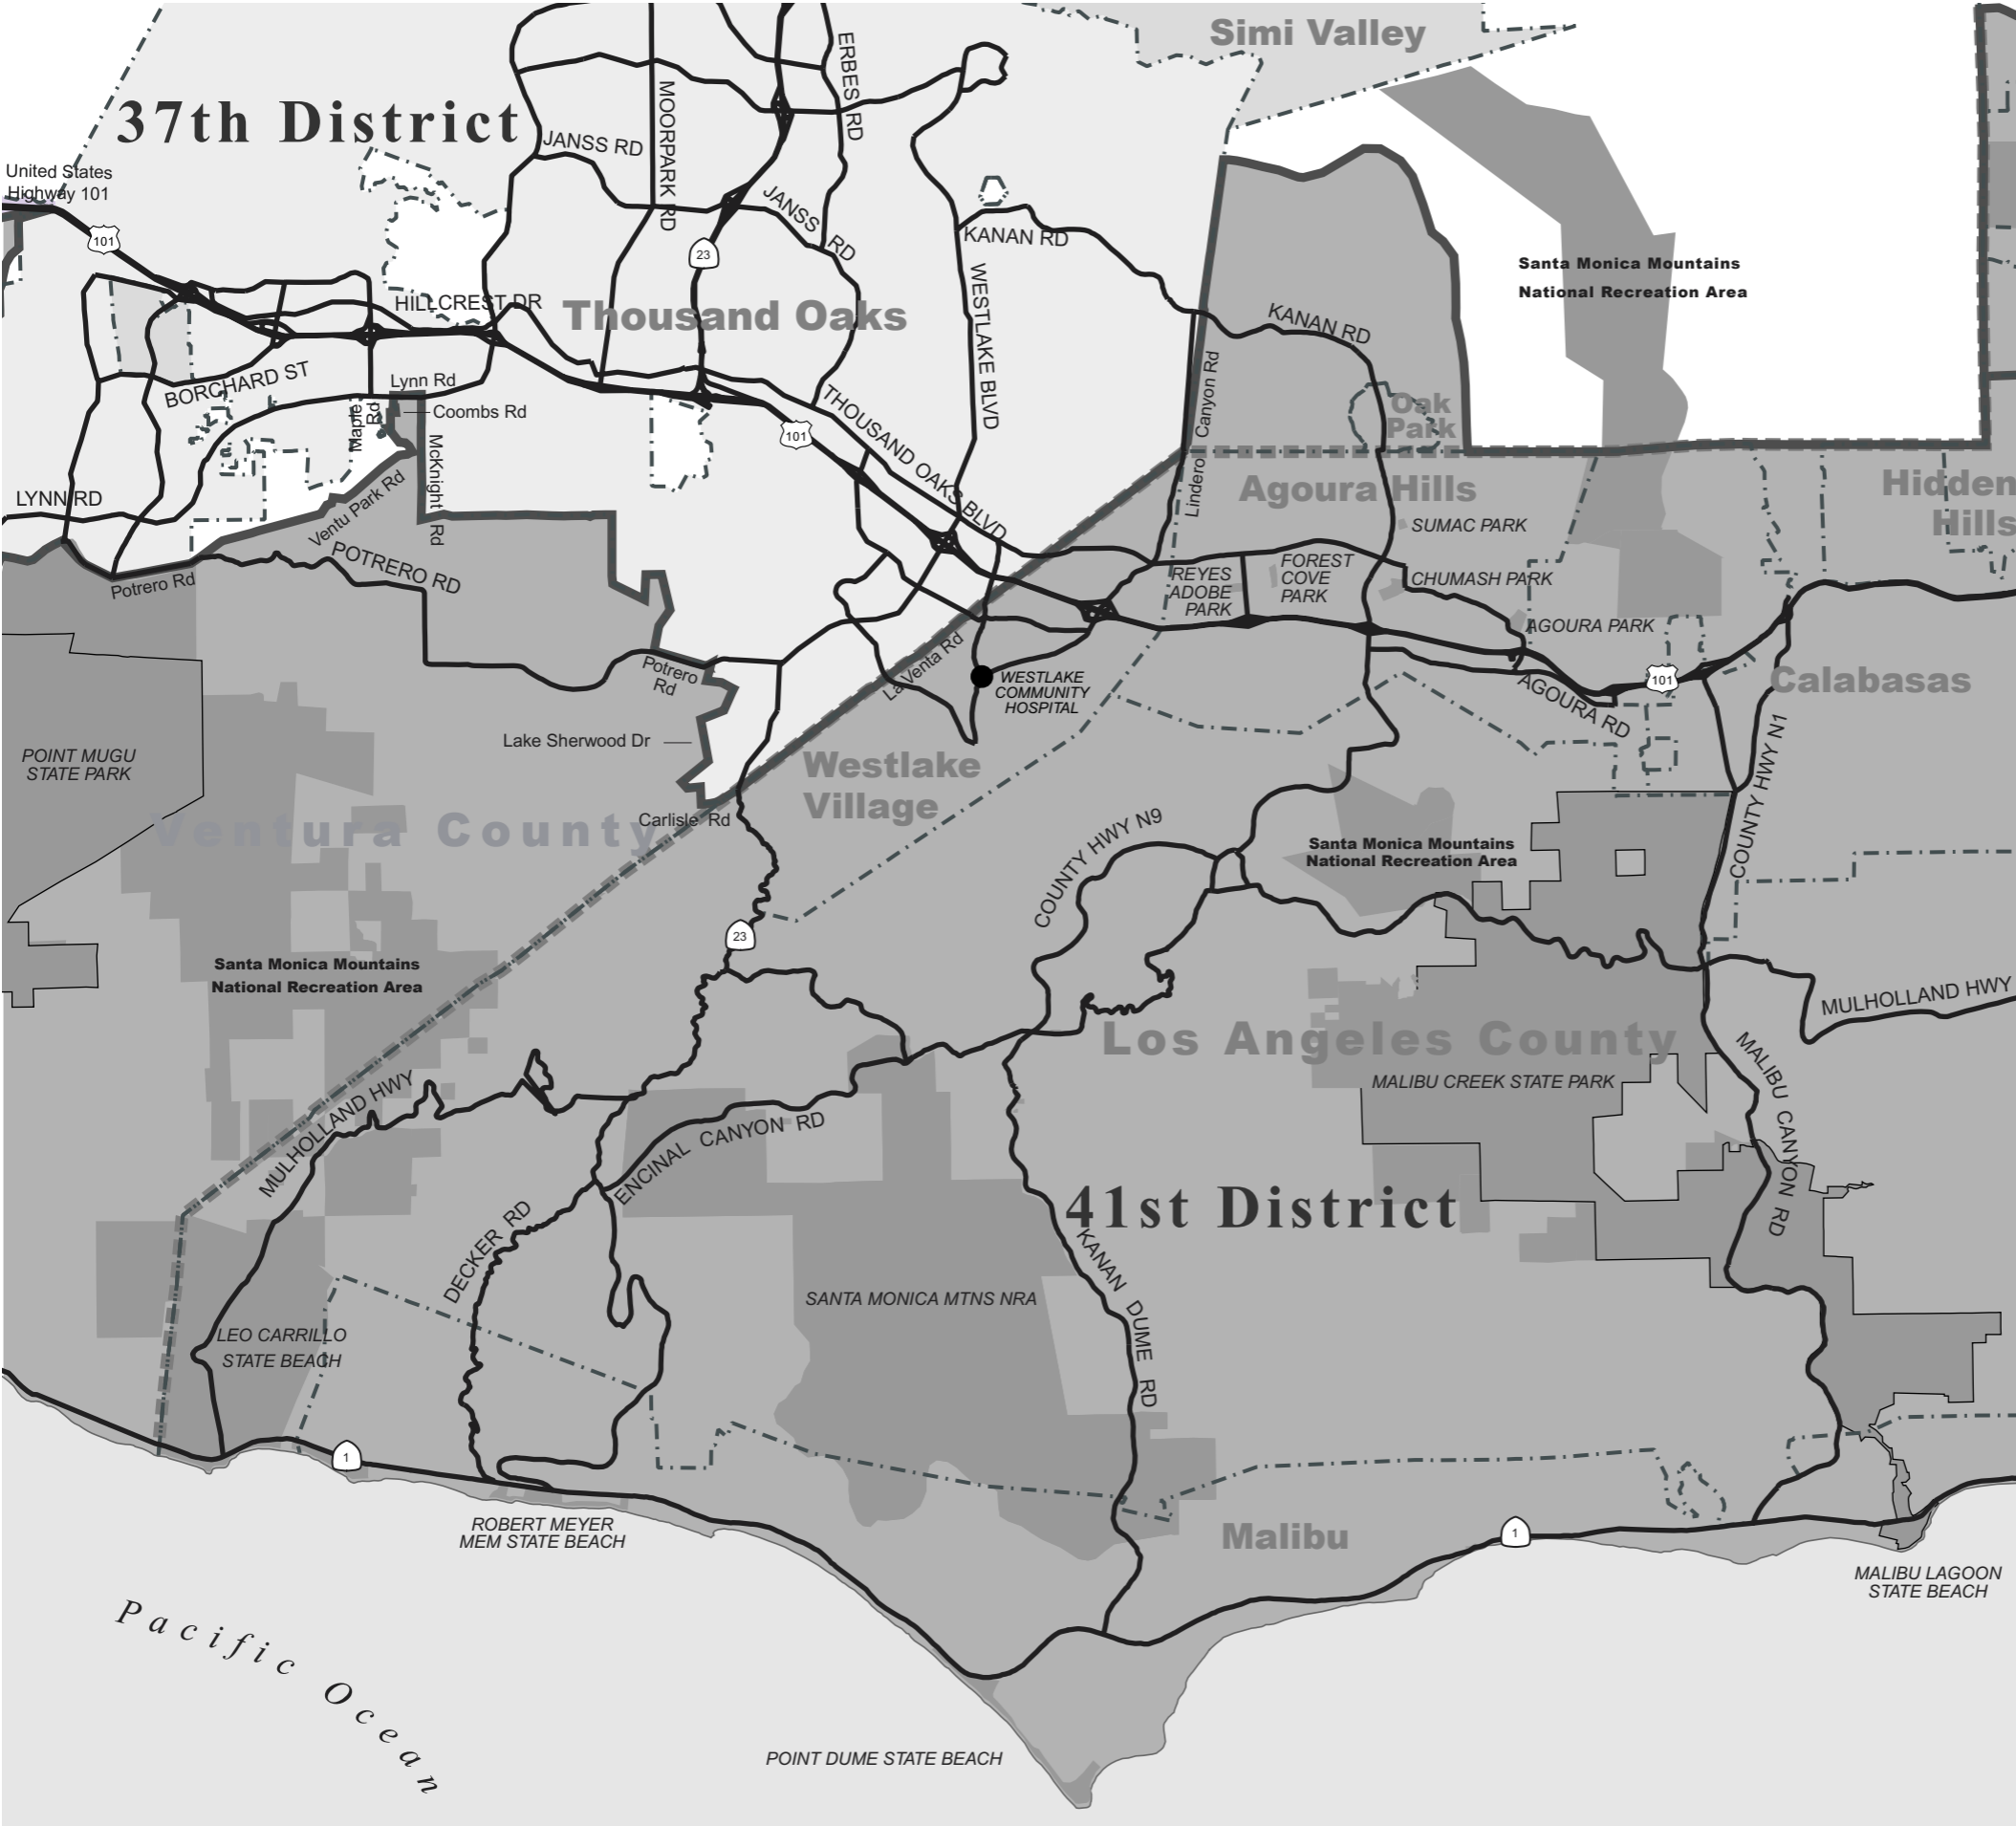 Simi Valley
37th District
ERBES RD
MOORPARK RD
JANSS RD
United States
Highway 101
101
JANSS RD
23
KANAN RD
WESTLAKE BLVD
Santa Monica Mountains
National Recreation Area
HILLCREST DR
Thousand Oaks
KANAN RD
Lindero Canyon Rd
BORCHARD ST
Lynn Rd
Maple Rd
Coombs Rd
McKnight Rd
THOUSAND OAKS BLVD
101
Oak
Park
Agoura Hills
Hidden
Hills
LYNN RD
Ventu Park Rd
SUMAC PARK
POTRERO RD
Potrero Rd
REYES
ADOBE
PARK
FOREST
COVE
PARK
CHUMASH PARK
AGOURA PARK
Potrero
Rd
La Venta Rd
WESTLAKE
COMMUNITY
HOSPITAL
101
AGOURA RD
Calabasas
Lake Sherwood Dr
POINT MUGU
STATE PARK
Westlake
Village
COUNTY HWY N1
Ventura County
Carlisle Rd
COUNTY HWY N9
Santa Monica Mountains
National Recreation Area
23
Santa Monica Mountains
National Recreation Area
MULHOLLAND HWY
Los Angeles County
MALIBU CREEK STATE PARK
MALIBU CANYON RD
MULHOLLAND HWY
ENCINAL CANYON RD
41st District
DECKER RD
KANAN DUME RD
SANTA MONICA MTNS NRA
LEO CARRILLO
STATE BEACH
1
ROBERT MEYER
MEM STATE BEACH
Malibu
1
MALIBU LAGOON
STATE BEACH
Pacific Ocean
POINT DUME STATE BEACH